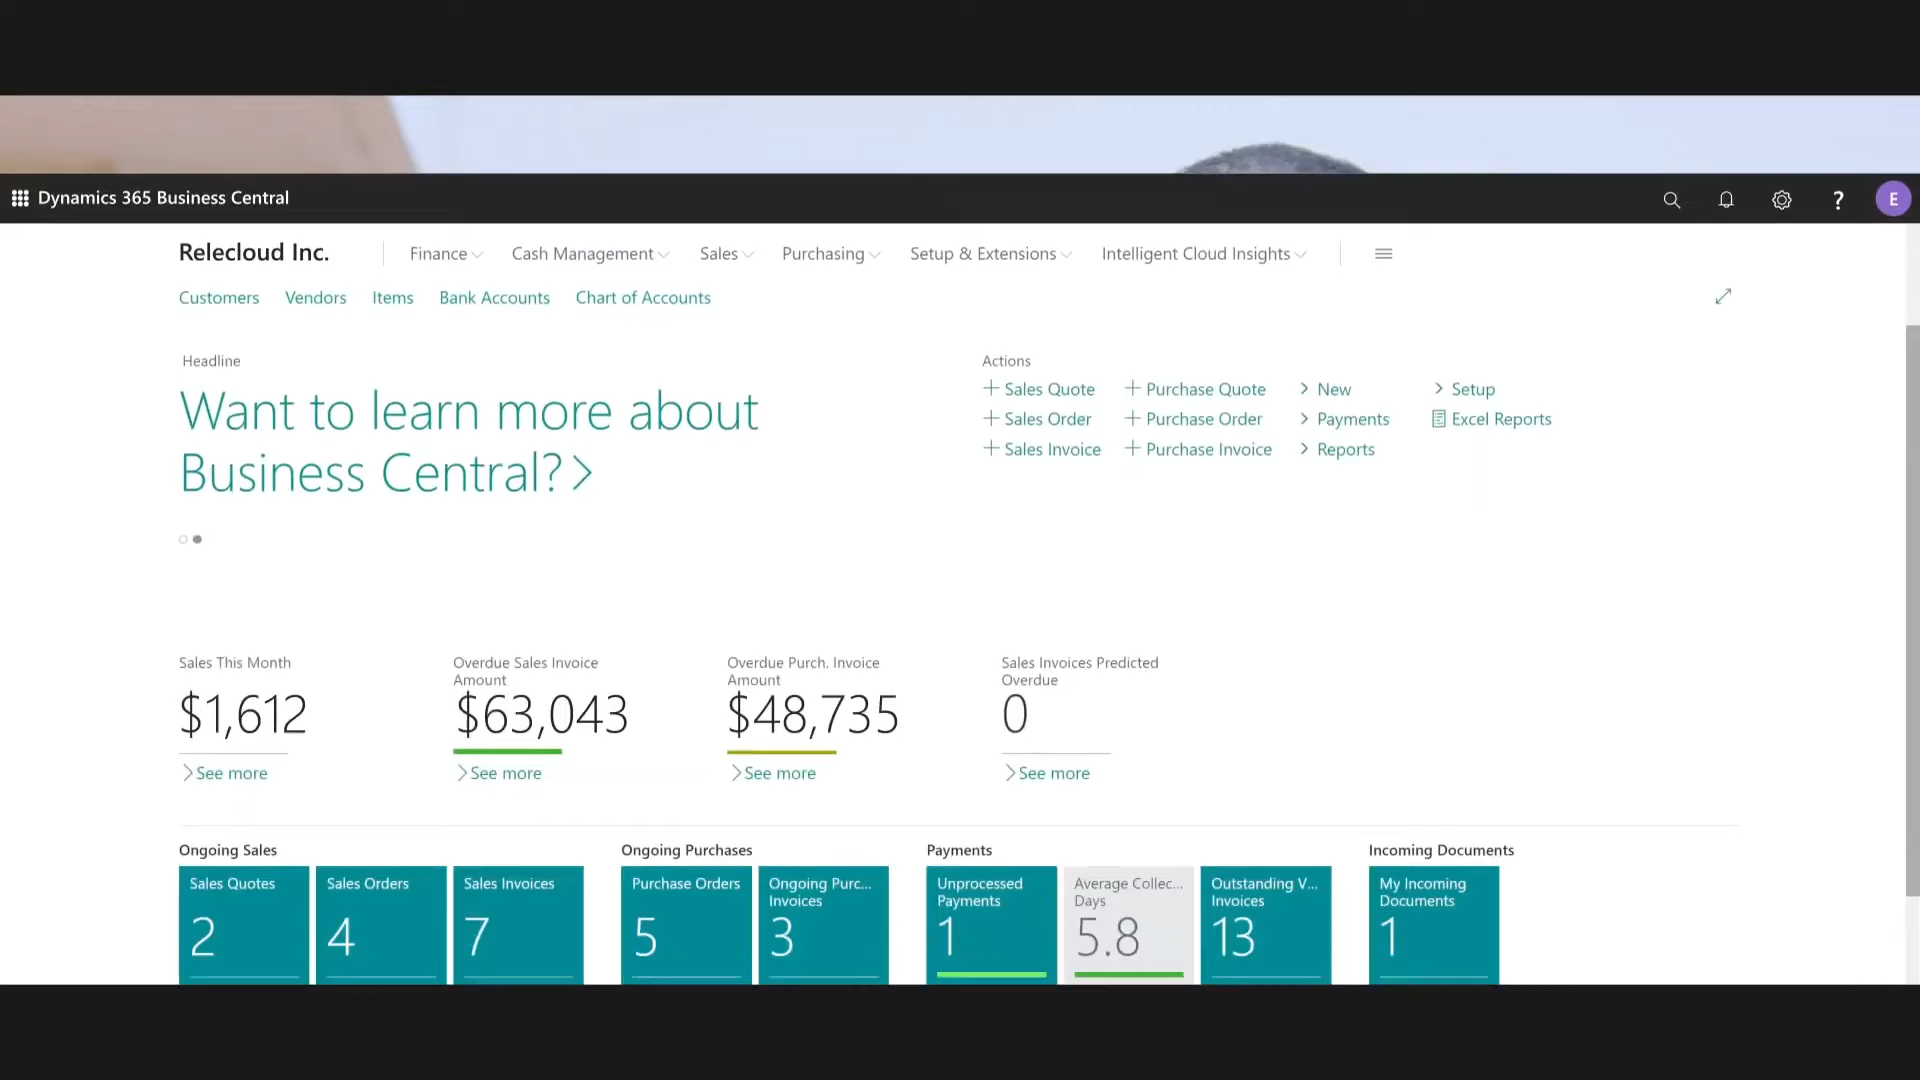 Dynamics 365 Business Central
?
E
Relecloud Inc.
Finance
Cash Management
Sales
Purchasing
Setup & Extensions
Intelligent Cloud Insights
Customers
Vendors
Items
Bank Accounts
Chart of Accounts
Headline
Want to learn more about
Business Central?
Actions
Sales Quote
Purchase Quote
New
Setup
Sales Order
Purchase Order
Payments
Excel Reports
Sales Invoice
Purchase Invoice
Reports
Sales This Month
$1,612
See more
Overdue Sales Invoice
Amount
$63,043
See more
Overdue Purch. Invoice
Amount
$48,735
See more
Sales Invoices Predicted
Overdue
0
See more
Ongoing Sales
Sales Quotes
2
Sales Orders
4
Sales Invoices
7
Ongoing Purchases
Purchase Orders
5
Ongoing Purc...
Invoices
3
Payments
Unprocessed
Payments
1
Average Collec...
Days
5.8
Outstanding V...
Invoices
13
Incoming Documents
My Incoming
Documents
1